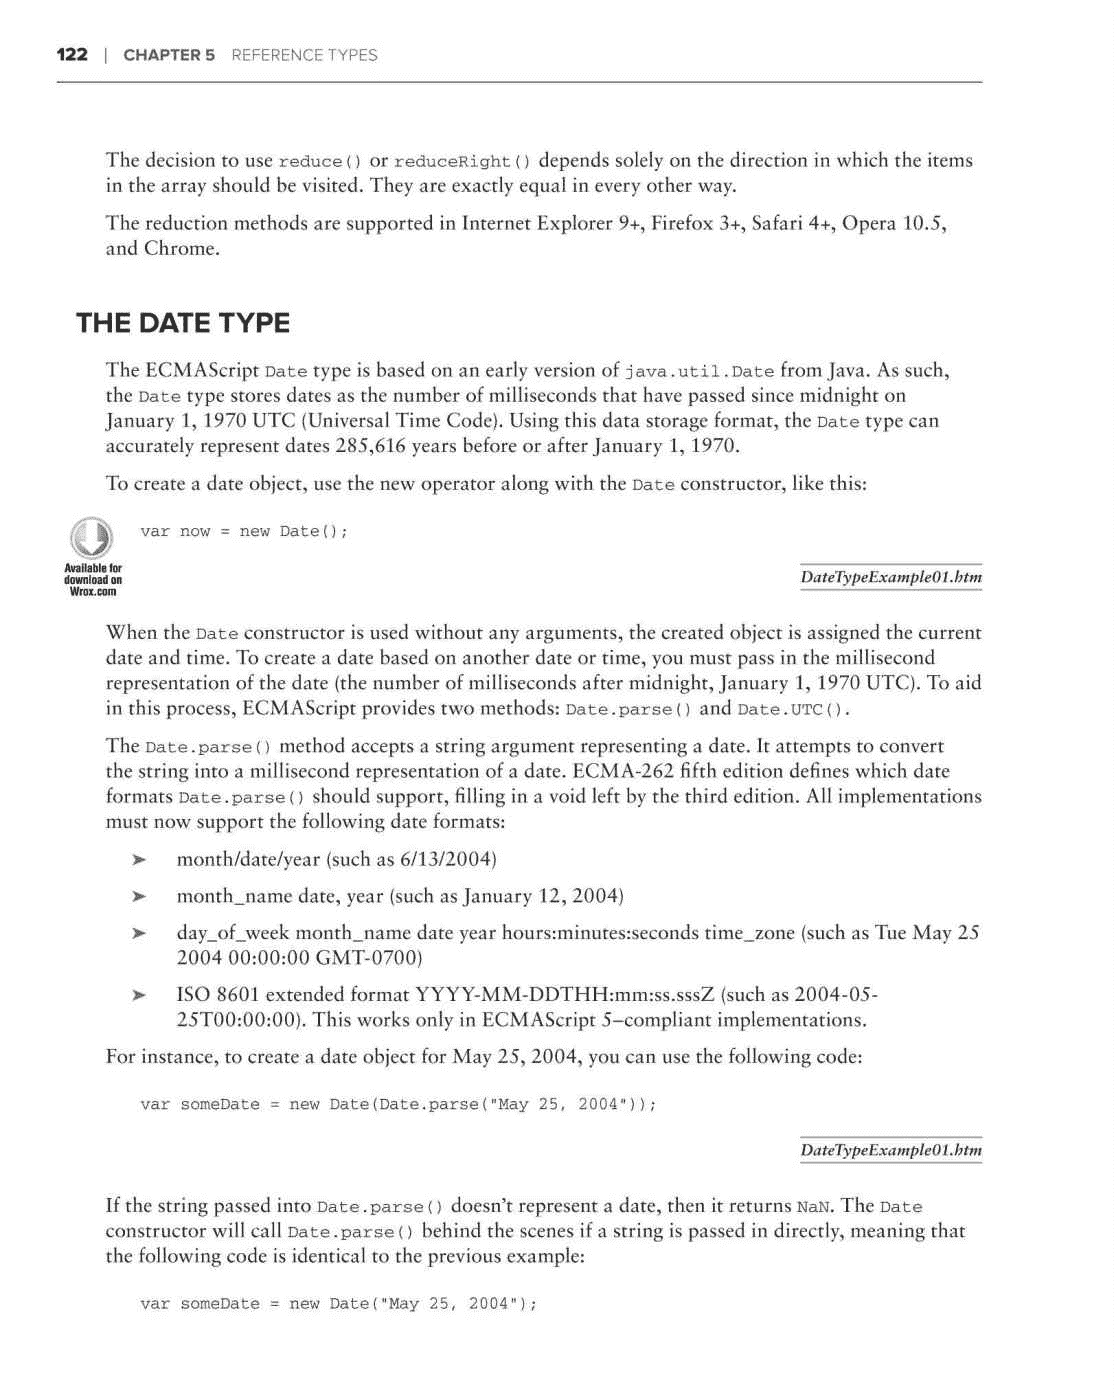 122 | CHAPTER 5 REFERENCE TYPES
The decision to use reduce() or reduceRight() depends solely on the direction in which the items
in the array should be visited. They are exactly equal in every other way.
The reduction methods are supported in Internet Explorer 9+, Firefox 3+, Safari 4+, Opera 10.5,
and Chrome.
THE DATE TYPE
The ECMAScript Date type is based on an early version of java.util.Date from Java. As such,
the Date type stores dates as the number of milliseconds that have passed since midnight on
January 1, 1970 UTC (Universal Time Code). Using this data storage format, the Date type can
accurately represent dates 285,616 years before or after January 1, 1970.
To create a date object, use the new operator along with the Date constructor, like this:
var now = new Date();
Available for
download on
Wrox.com
DateTypeExample01.htm
When the Date constructor is used without any arguments, the created object is assigned the current
date and time. To create a date based on another date or time, you must pass in the millisecond
representation of the date (the number of milliseconds after midnight, January 1, 1970 UTC). To aid
in this process, ECMAScript provides two methods: Date.parse() and Date.UTC().
The Date.parse() method accepts a string argument representing a date. It attempts to convert
the string into a millisecond representation of a date. ECMA-262 fifth edition defines which date
formats Date.parse() should support, filling in a void left by the third edition. All implementations
must now support the following date formats:
➤ month/date/year (such as 6/13/2004)
➤ month_name date, year (such as January 12, 2004)
➤ day_of_week month_name date year hours:minutes:seconds time_zone (such as Tue May 25
2004 00:00:00 GMT-0700)
➤ ISO 8601 extended format YYYY-MM-DDTHH:mm:ss.sssZ (such as 2004-05-
25T00:00:00). This works only in ECMAScript 5–compliant implementations.
For instance, to create a date object for May 25, 2004, you can use the following code:
var someDate = new Date(Date.parse("May 25, 2004"));
DateTypeExample01.htm
If the string passed into Date.parse() doesn’t represent a date, then it returns NaN. The Date
constructor will call Date.parse() behind the scenes if a string is passed in directly, meaning that
the following code is identical to the previous example:
var someDate = new Date("May 25, 2004");